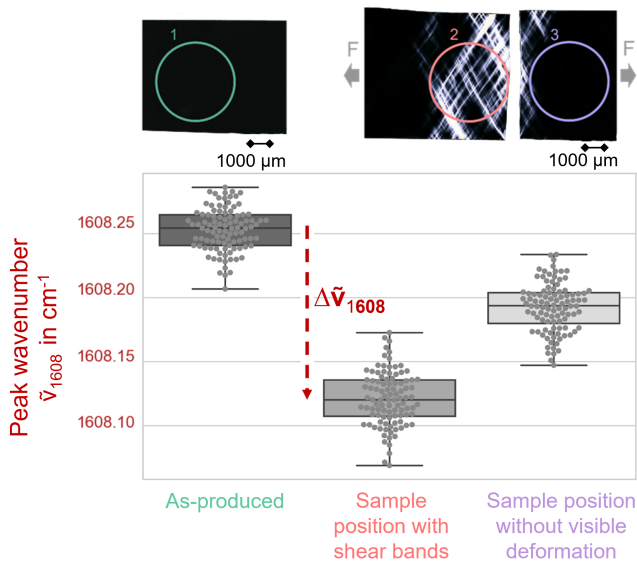 1
2
3
F
F
1000 µm
1000 µm
Peak wavenumber
ṽ1608 in cm-1
1608.25
1608.20
1608.15
1608.10
Δṽ1608
As-produced
Sample
position with
shear bands
Sample position
without visible
deformation